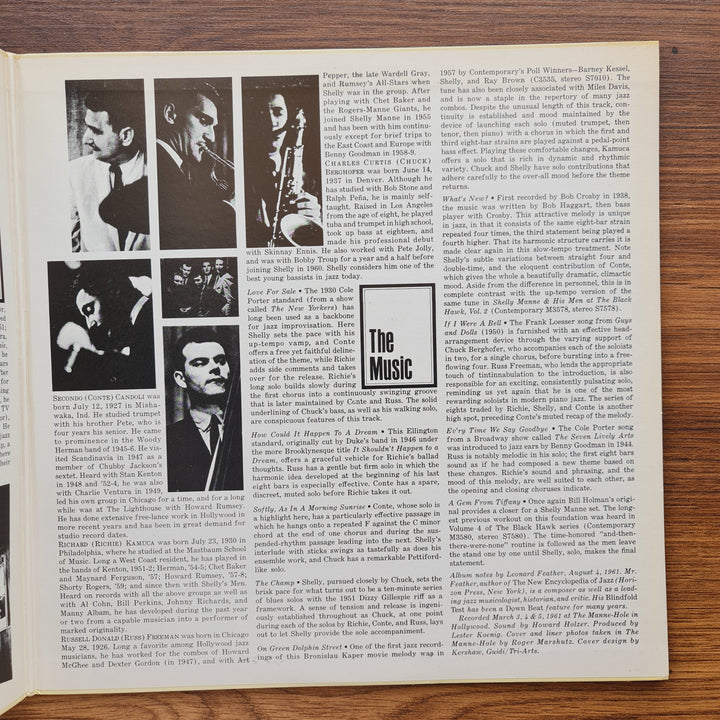 SECONDO (CONTE) CANDOLI was
born July 12, 1927 in Misha-
waka, Ind. He studied trumpet
with his brother Pete, who is
four years his senior. He came
to prominence in the Woody
Herman band of 1945-6. He vis-
ited Scandinavia in 1947 as a
member of Chubby Jackson's
sextet. Heard with Stan Kenton
in 1948 and '52-4, he was also
with Charlie Ventura in 1949,
led his own group in Chicago for a time, and for a long
while was at The Lighthouse with Howard Rumsey.
He has done extensive free-lance work in Hollywood in
more recent years and has been in great demand for
studio record dates.
RICHARD (RICHIE) KAMUCA was born July 23, 1930 in
Philadelphia, where he studied at the Mastbaum School
of Music. Long a West Coast resident, he has played in
the bands of Kenton, 1951-2; Herman, '54-5; Chet Baker
and Maynard Ferguson, '57; Howard Rumsey, '57-8;
Shorty Rogers, '59; and since then with Shelly's Men.
Heard on records with all the above groups as well as
with Al Cohn, Bill Perkins, Johnny Richards, and
Manny Albam, he has developed during the past year
or two from a capable musician into a performer of
marked originality.
RUSSELL DONALD (RUSS) FREEMAN was born in Chicago
May 28, 1926. Long a favorite among Hollywood jazz
musicians, he has worked for the combos of Howard
McGhee and Dexter Gordon (in 1947), and with Art
Pepper, the late Wardell Gray,
and Rumsey's All-Stars when
Shelly was in the group. After
playing with Chet Baker and
the Rogers-Manne Giants, he
joined Shelly Manne in 1955
and has been with him continu-
ously except for brief trips to
the East Coast and Europe with
Benny Goodman in 1958-9.
CHARLES CURTIS (CHUCK)
BERGHOFER was born June 14,
1937 in Denver. Although he
has studied with Bob Stone and
Ralph Peña, he is mainly self-
taught. Raised in Los Angeles
from the age of eight, he played
tuba and trumpet in high school,
took up bass at eighteen, and
made his professional debut
with Skinnay Ennis. He also worked with Pete Jolly,
and was with Bobby Troup for a year and a half before
joining Shelly in 1960. Shelly considers him one of the
best young bassists in jazz today.
The
Music
Love For Sale • The 1930 Cole
Porter standard (from a show
called The New Yorkers) has
long been used as a backbone
for jazz improvisation. Here
Shelly sets the pace with his
up-tempo vamp, and Conte
offers a free yet faithful deline-
ation of the theme, while Richie
adds side comments and takes
over for the release. Richie's
long solo builds slowly during
the first chorus into a continuously swinging groove
that is later maintained by Conte and Russ. The solid
underlining of Chuck's bass, as well as his walking solo,
are conspicuous features of this track.
How Could It Happen To A Dream • This Ellington
standard, originally cut by Duke's band in 1946 under
the more Brooklynesque title It Shouldn't Happen to a
Dream, offers a graceful vehicle for Richie's ballad
thoughts. Russ has a gentle but firm solo in which the
harmonic idea developed at the beginning of his last
eight bars is especially effective. Conte has a spare,
discreet, muted solo before Richie takes it out.
Softly, As In A Morning Sunrise • Conte, whose solo is
a highlight here, has a particularly effective passage in
which he hangs onto a repeated F against the C minor
chord at the end of one chorus and during the sus-
pended-rhythm passage leading into the next. Shelly's
interlude with sticks swings as tastefully as does his
ensemble work, and Chuck has a remarkable Pettiford-
like solo.
The Champ • Shelly, pursued closely by Chuck, sets the
brisk pace for what turns out to be a ten-minute series
of blues solos with the 1951 Dizzy Gillespie riff as a
framework. A sense of tension and release is ingeni-
ously established throughout as Chuck, at one point
during each of the solos by Richie, Conte, and Russ, lays
out to let Shelly provide the sole accompaniment.
On Green Dolphin Street • One of the first jazz record-
ings of this Bronislau Kaper movie melody was in
1957 by Contemporary's Poll Winners—Barney Kessel,
Shelly, and Ray Brown (C3535, stereo S7010). The
tune has also been closely associated with Miles Davis,
and is now a staple in the repertory of many jazz
combos. Despite the unusual length of this track, con-
tinuity is established and mood maintained by the
device of launching each solo (muted trumpet, then
tenor, then piano) with a chorus in which the first and
third eight-bar strains are played against a pedal-point
bass effect. Playing these comfortable changes, Kamuca
offers a solo that is rich in dynamic and rhythmic
variety. Chuck and Shelly have solo contributions that
adhere carefully to the over-all mood before the theme
returns.
What's New? • First recorded by Bob Crosby in 1938,
the music was written by Bob Haggart, then bass
player with Crosby. This attractive melody is unique
in jazz, in that it consists of the same eight-bar strain
repeated four times, the third statement being played a
fourth higher. That its harmonic structure carries it is
made clear again in this slow-tempo treatment. Note
Shelly's subtle variations between straight four and
double-time, and the eloquent contribution of Conte,
which gives the whole a beautifully dramatic, climactic
mood. Aside from the difference in personnel, this is in
complete contrast with the up-tempo version of the
same tune in Shelly Manne & His Men at The Black
Hawk, Vol. 2 (Contemporary M3578, stereo S7578).
If I Were A Bell • The Frank Loesser song from Guys
and Dolls (1950) is furnished with an effective head-
arrangement device through the varying support of
Chuck Berghofer, who accompanies each of the soloists
in two, for a single chorus, before bursting into a free-
flowing four. Russ Freeman, who lends the appropriate
touch of tintinnabulation to the introduction, is also
responsible for an exciting, consistently pulsating solo,
reminding us yet again that he is one of the most
rewarding soloists in modern piano jazz. The series of
eights traded by Richie, Shelly, and Conte is another
high spot, preceding Conte's muted recap of the melody.
Ev'ry Time We Say Goodbye • The Cole Porter song
from a Broadway show called The Seven Lively Arts
was introduced to jazz ears by Benny Goodman in 1944.
Russ is notably melodic in his solo; the first eight bars
sound as if he had composed a new theme based on
these changes. Richie's sound and phrasing, and the
mood of this melody, are well suited to each other, as
the opening and closing choruses indicate.
A Gem From Tiffany • Once again Bill Holman's origi-
nal provides a closer for a Shelly Manne set. The long-
est previous workout on this foundation was heard in
Volume 4 of The Black Hawk series (Contemporary
M3580, stereo S7580). The time-honored "and-then-
there-were-none" routine is followed as the men leave
the stand one by one until Shelly, solo, makes the final
statement.
Album notes by Leonard Feather, August 4, 1961. Mr.
Feather, author of The New Encyclopedia of Jazz (Hori-
zon Press, New York), is a composer as well as a lead-
ing jazz musicologist, historian, and critic. His Blindfold
Test has been a Down Beat feature for many years.
Recorded March 3, 4 & 5, 1961 at The Manne-Hole in
Hollywood. Sound by Howard Holzer. Produced by
Lester Koenig. Cover and liner photos taken in The
Manne-Hole by Roger Marshutz. Cover design by
Kershaw, Guidi/Tri-Arts.